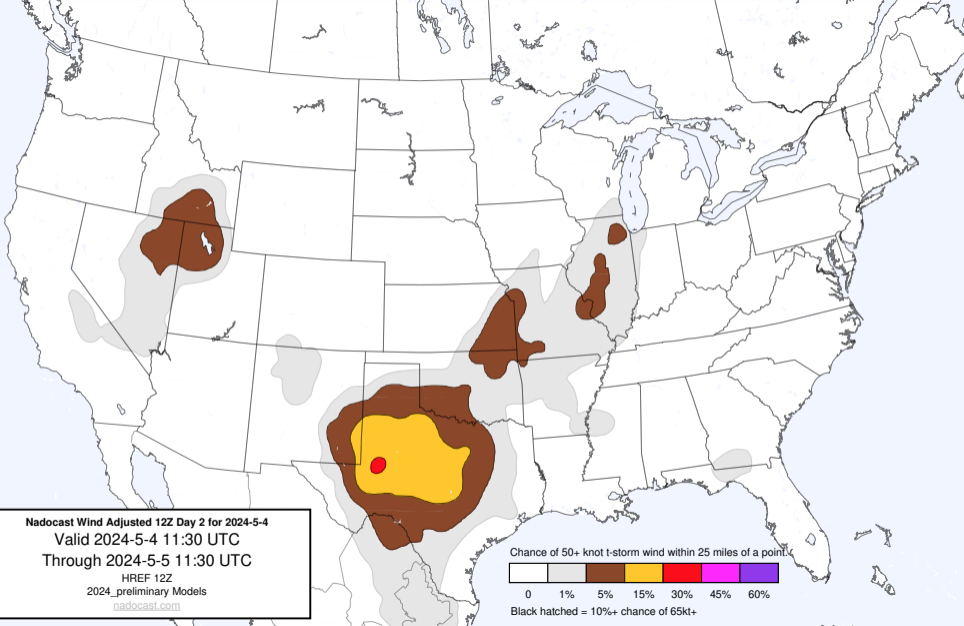 Nadocast Wind Adjusted 12Z Day 2 for 2024-5-4
Valid 2024-5-4 11:30 UTC
Through 2024-5-5 11:30 UTC
HREF 12Z
2024_preliminary Models
nadocast.com
Chance of 50+ knot t-storm wind within 25 miles of a point.
0 1% 5% 15% 30% 45% 60%
Black hatched = 10%+ chance of 65kt+